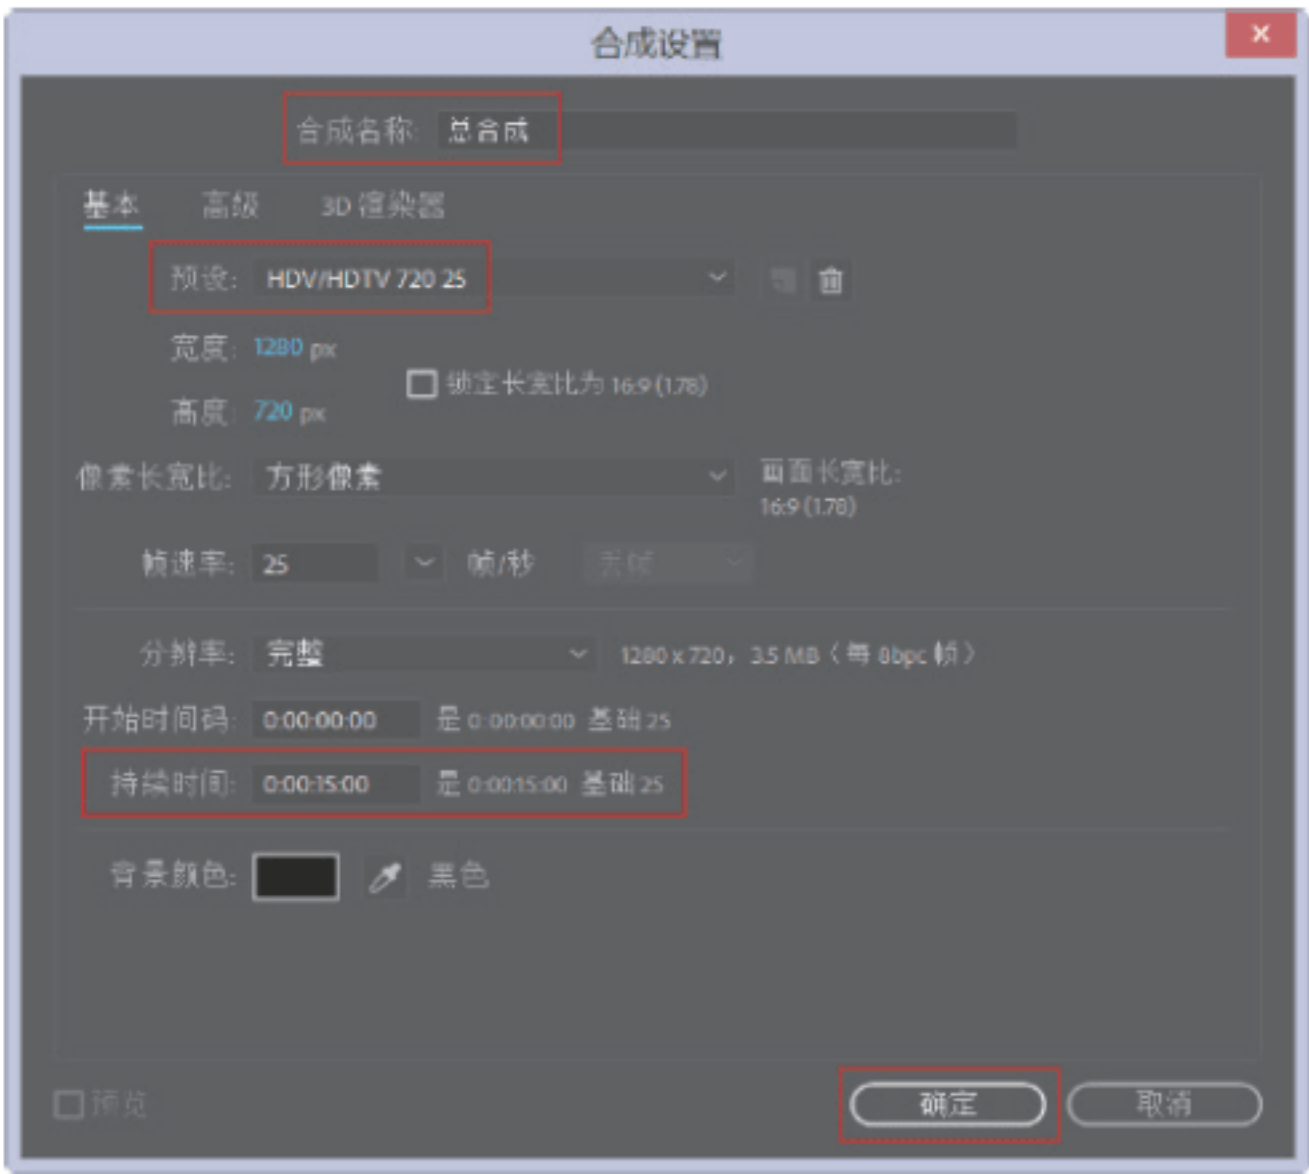 合成设置
合成名称: 总合成
基本 高级 3D 渲染器
预设: HDV/HDTV 720 25
宽度: 1280 px
锁定长宽比为 16:9 (1.78)
高度: 720 px
像素长宽比: 方形像素 画面长宽比:
16:9 (1.78)
帧速率: 25 帧/秒 丢帧
分辨率: 完整 1280 x 720, 3.5 MB（每 8bpc 帧）
开始时间码: 0:00:00:00 是 0:00:00:00 基础 25
持续时间: 0:00:15:00 是 0:00:15:00 基础 25
背景颜色: 黑色
预览 确定 取消